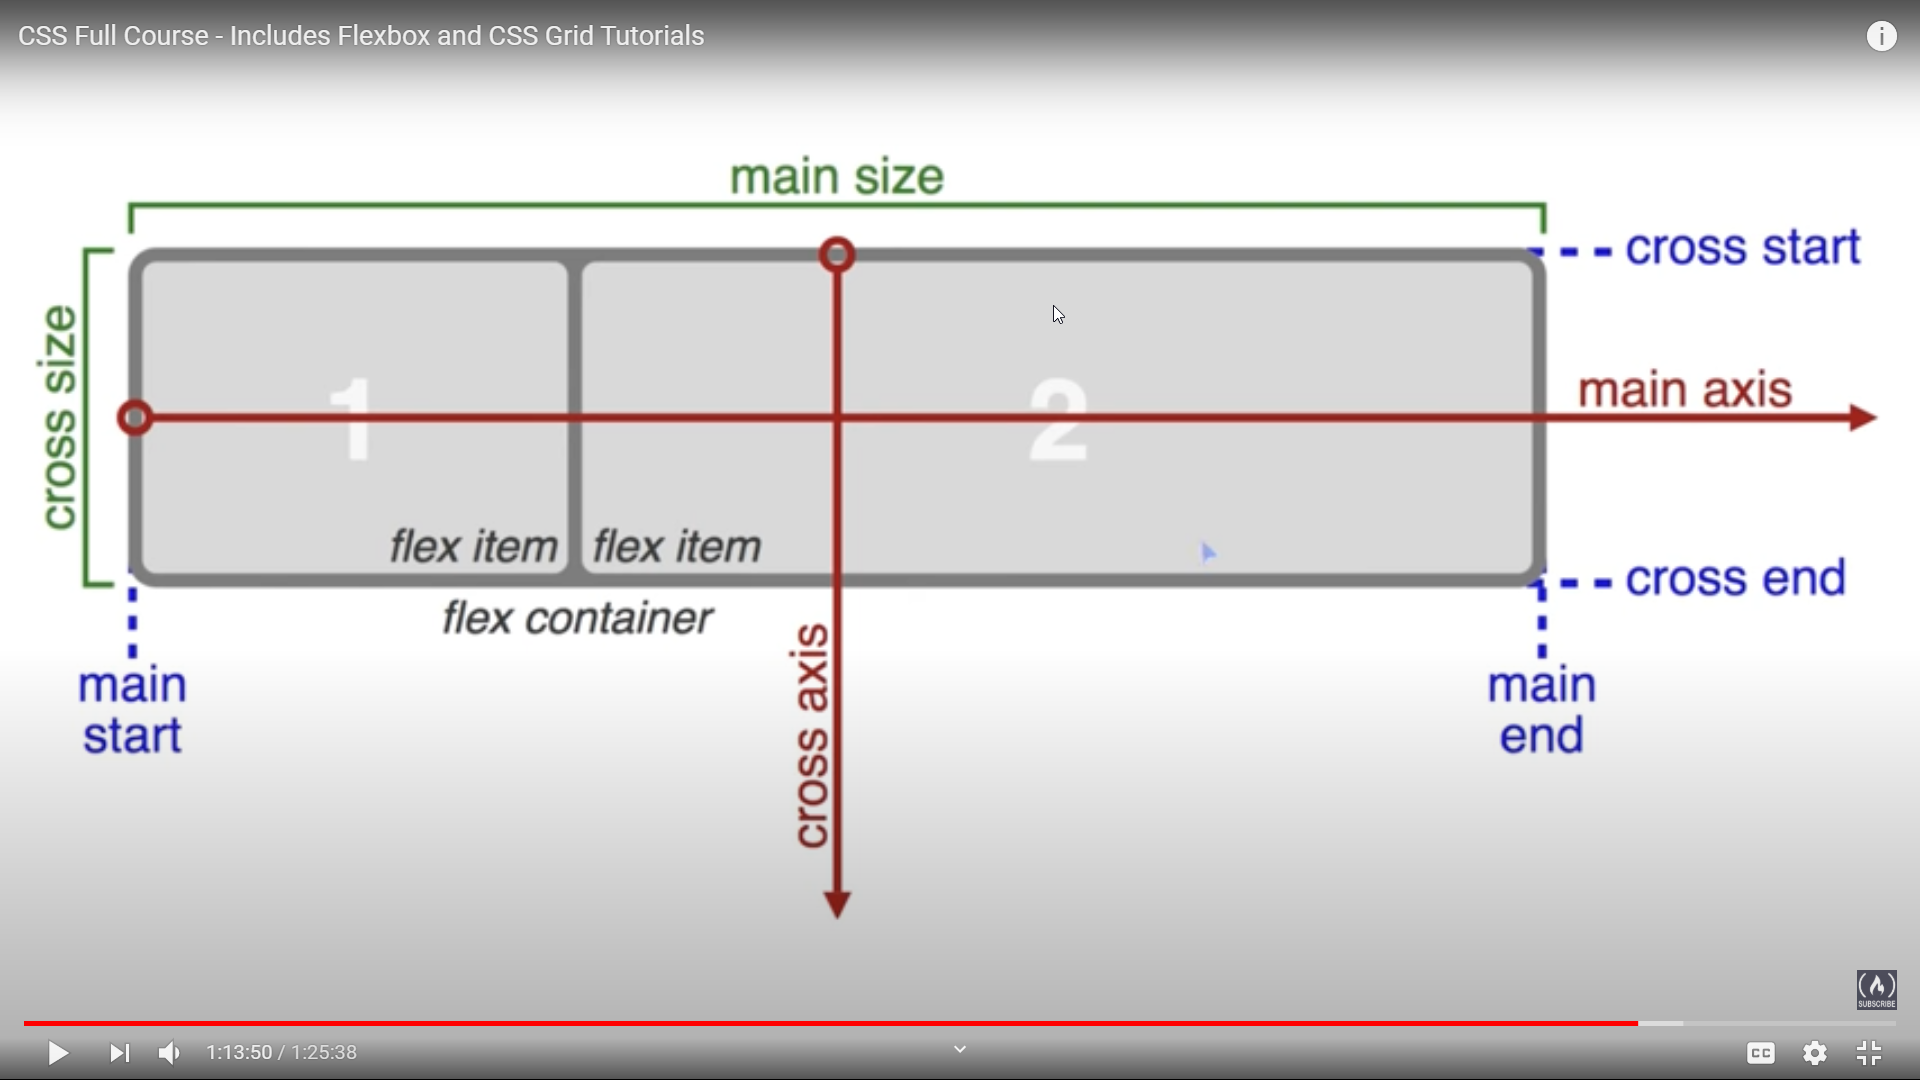 CSS Full Course - Includes Flexbox and CSS Grid Tutorials
main size
cross start
cross size
main axis
1
2
flex item
flex item
cross end
flex container
main
start
cross axis
main
end
SUBSCRIBE
1:13:50 / 1:25:38
CC